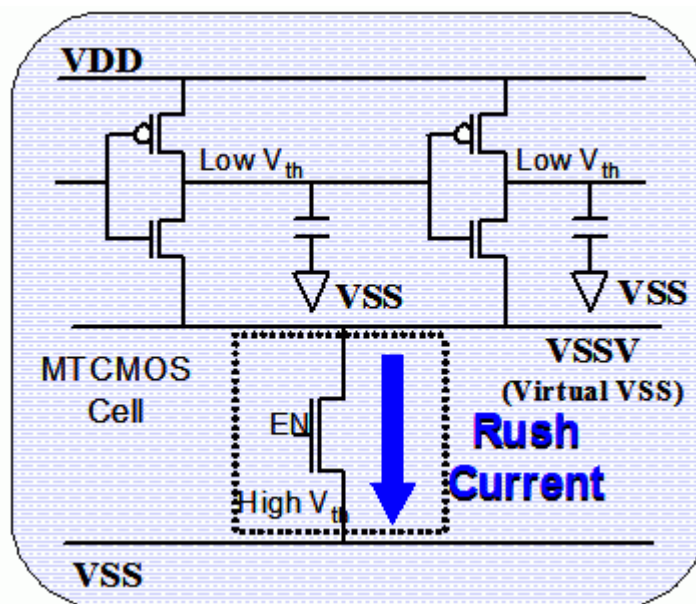 VDD
Low Vth
Low Vth
VSS
VSS
VSSV
(Virtual VSS)
MTCMOS
Cell
EN
Rush
Current
High Vth
VSS